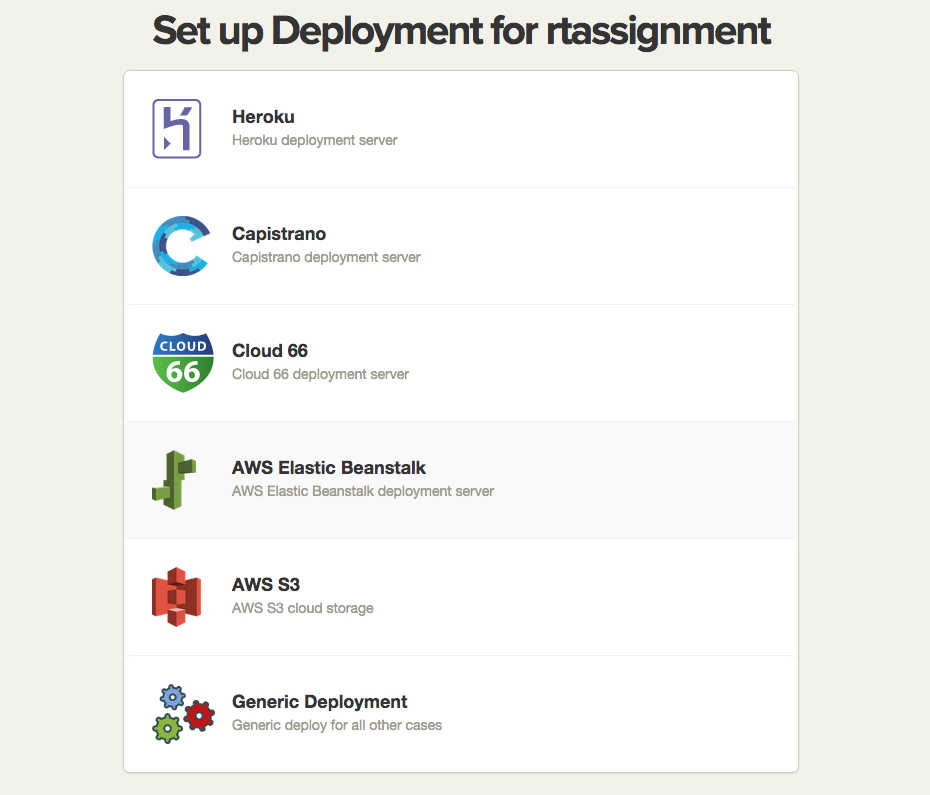 Set up Deployment for rtassignment
Heroku
Heroku deployment server
Capistrano
Capistrano deployment server
CLOUD
66
Cloud 66
Cloud 66 deployment server
AWS Elastic Beanstalk
AWS Elastic Beanstalk deployment server
AWS S3
AWS S3 cloud storage
Generic Deployment
Generic deploy for all other cases